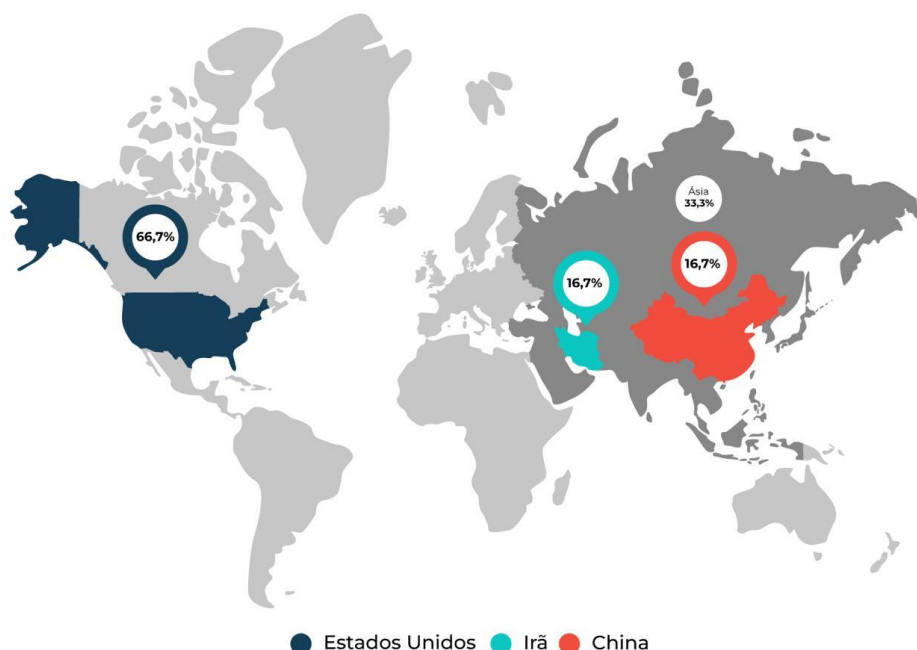 Ásia
33,3%
66,7%
16,7%
16,7%
Estados Unidos Irã China